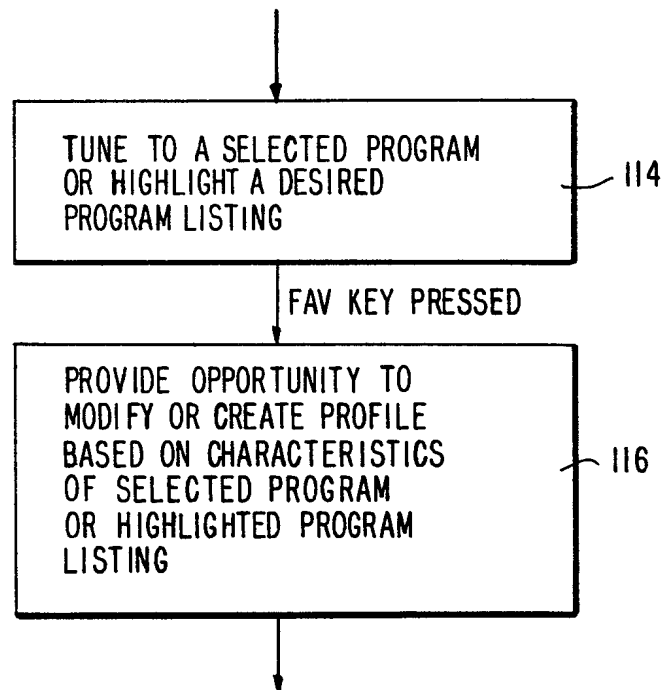 TUNE TO A SELECTED PROGRAM
OR HIGHLIGHT A DESIRED
PROGRAM LISTING
114
FAV KEY PRESSED
PROVIDE OPPORTUNITY TO
MODIFY OR CREATE PROFILE
BASED ON CHARACTERISTICS
OF SELECTED PROGRAM
OR HIGHLIGHTED PROGRAM
LISTING
116